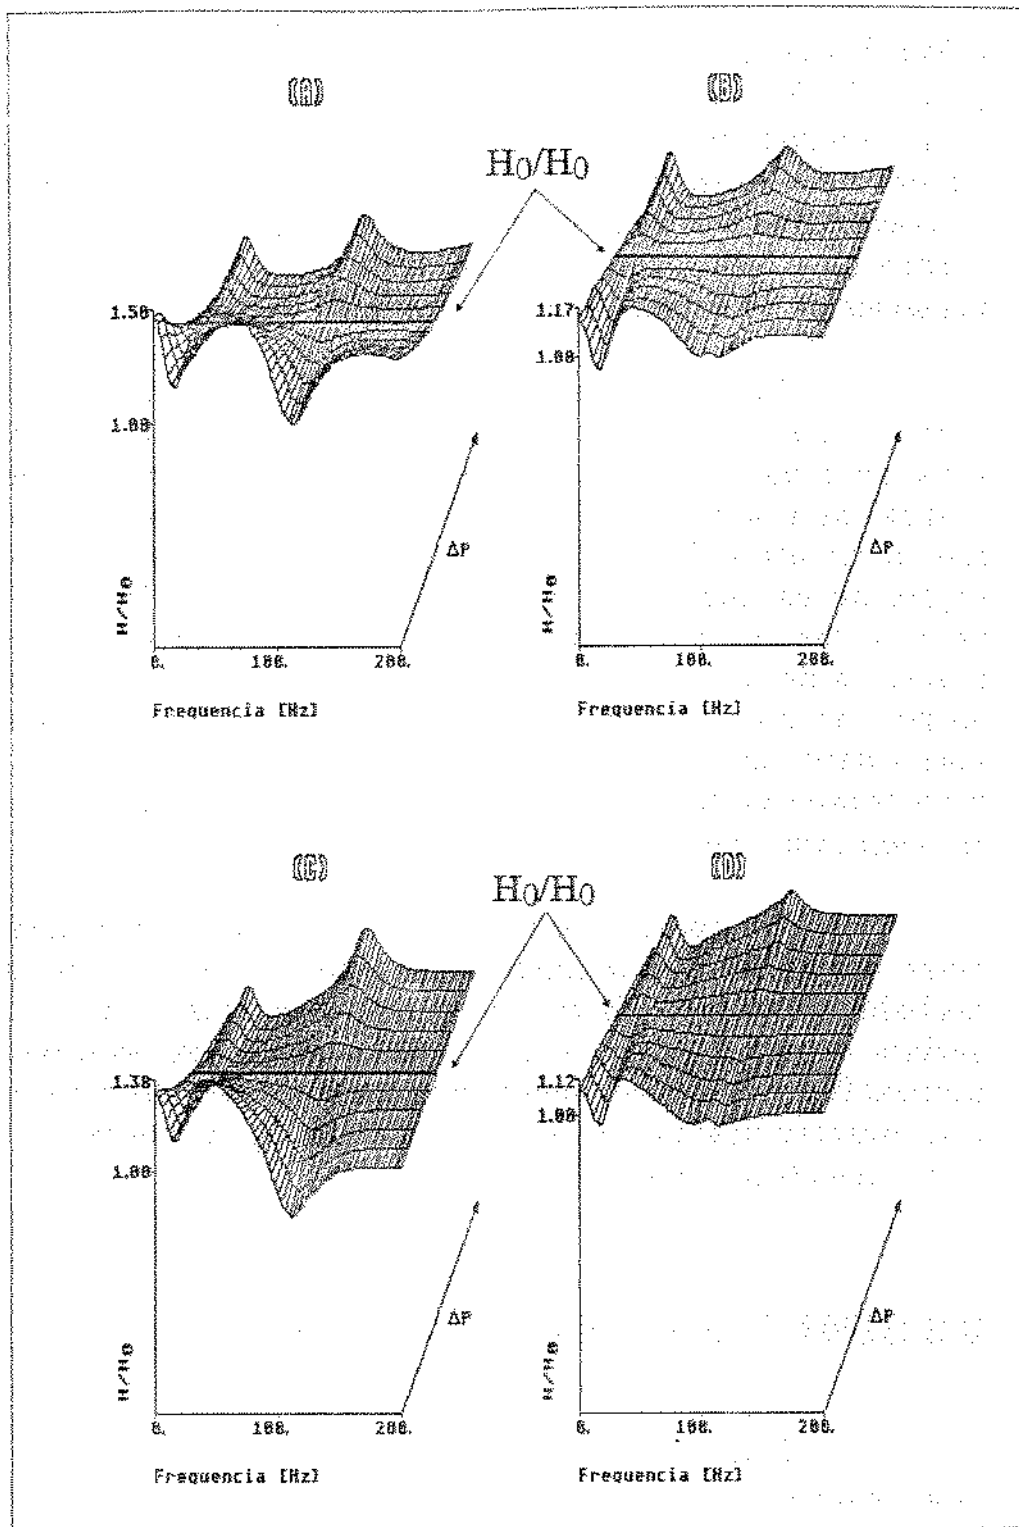 (A)
(B)
H0/H0
1.50
1.00
H/H0
ΔP
0. 100. 200.
Frequencia [Hz]
1.17
1.00
H/H0
ΔP
0. 100. 200.
Frequencia [Hz]
(C)
(D)
H0/H0
1.38
1.00
H/H0
ΔP
0. 100. 200.
Frequencia [Hz]
1.12
1.00
H/H0
ΔP
0. 100. 200.
Frequencia [Hz]